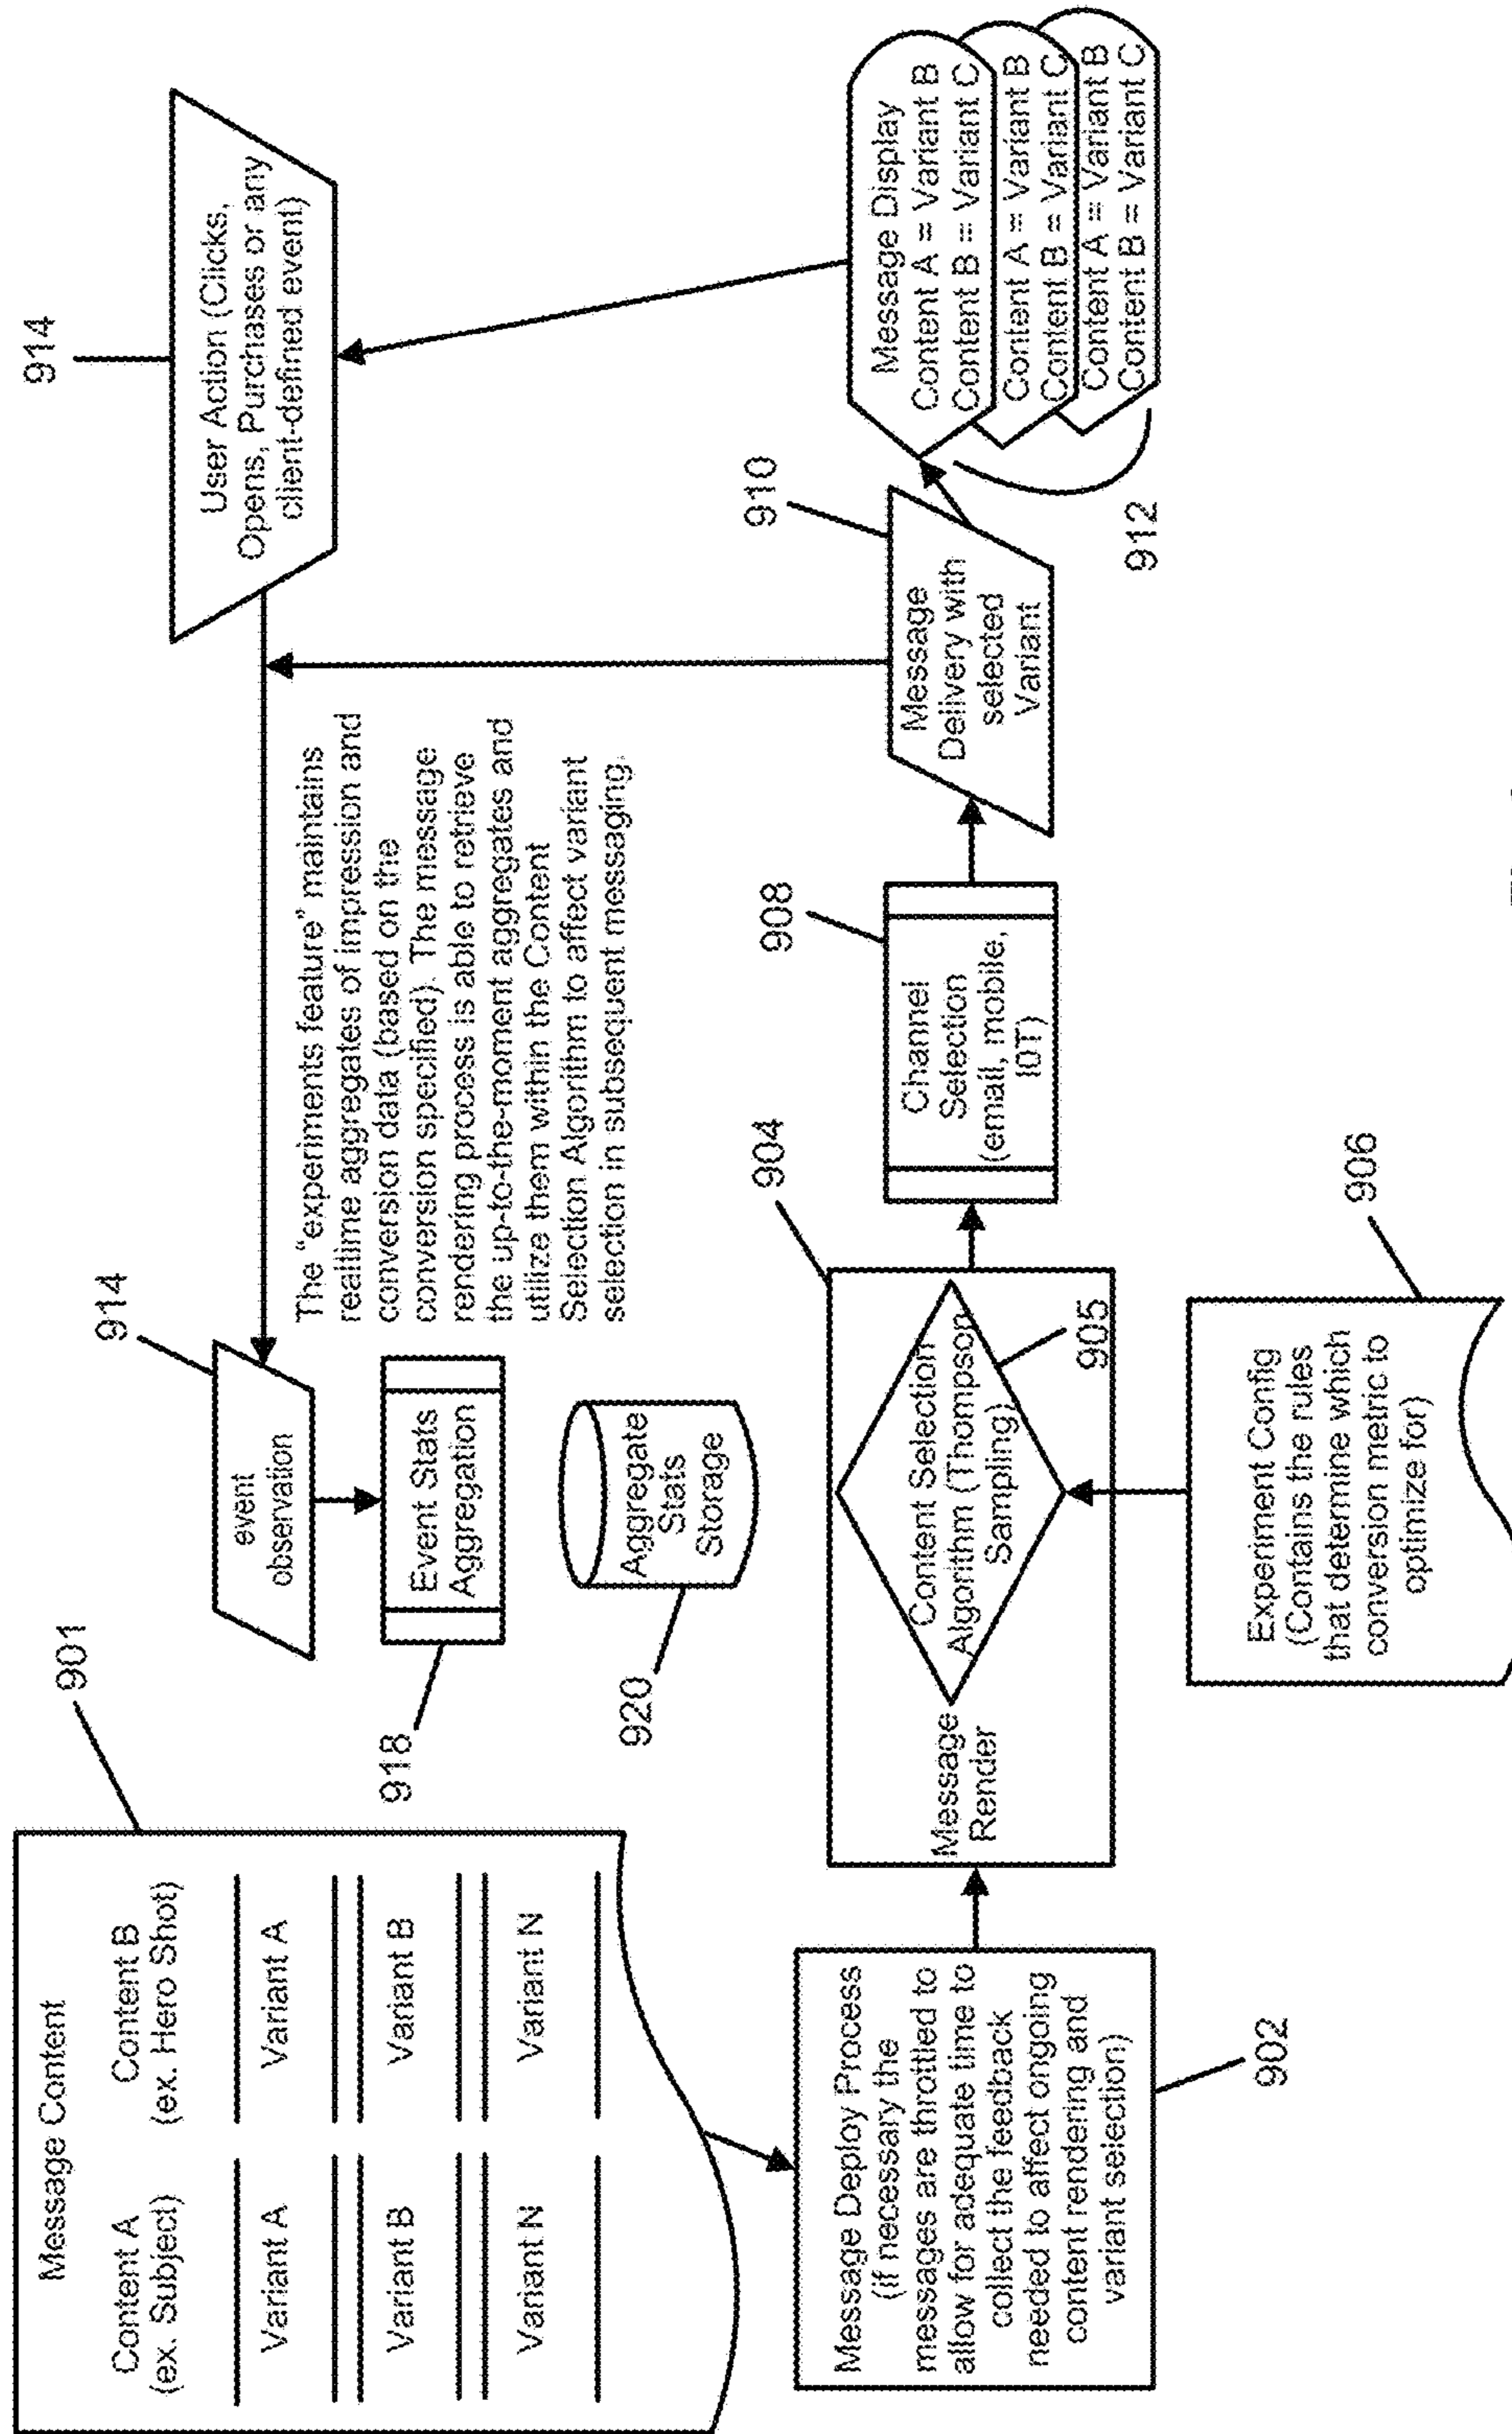 Message Content
Content A
(ex. Subject)
Content B
(ex. Hero Shot)
Variant A
Variant A
Variant B
Variant B
Variant N
Variant N
901
Message Deploy Process
(if necessary the
messages are throttled to
allow for adequate time to
collect the feedback
needed to affect ongoing
content rendering and
variant selection)
902
Message
Render
Content Selection
Algorithm (Thompson
Sampling)
904
905
Experiment Config
(Contains the rules
that determine which
conversion metric to
optimize for)
906
Channel
Selection
(email, mobile,
IOT)
908
Message
Delivery with
selected
Variant
910
Message Display
Content A = Variant B
Content B = Variant C
Content A = Variant B
Content B = Variant C
Content A = Variant B
Content B = Variant C
912
User Action (Clicks,
Opens, Purchases or any
client-defined event)
914
event
observation
914
Event Stats
Aggregation
918
Aggregate
Stats
Storage
920
The "experiments feature" maintains
realtime aggregates of impression and
conversion data (based on the
conversion specified). The message
rendering process is able to retrieve
the up-to-the-moment aggregates and
utilize them within the Content
Selection Algorithm to affect variant
selection in subsequent messaging.